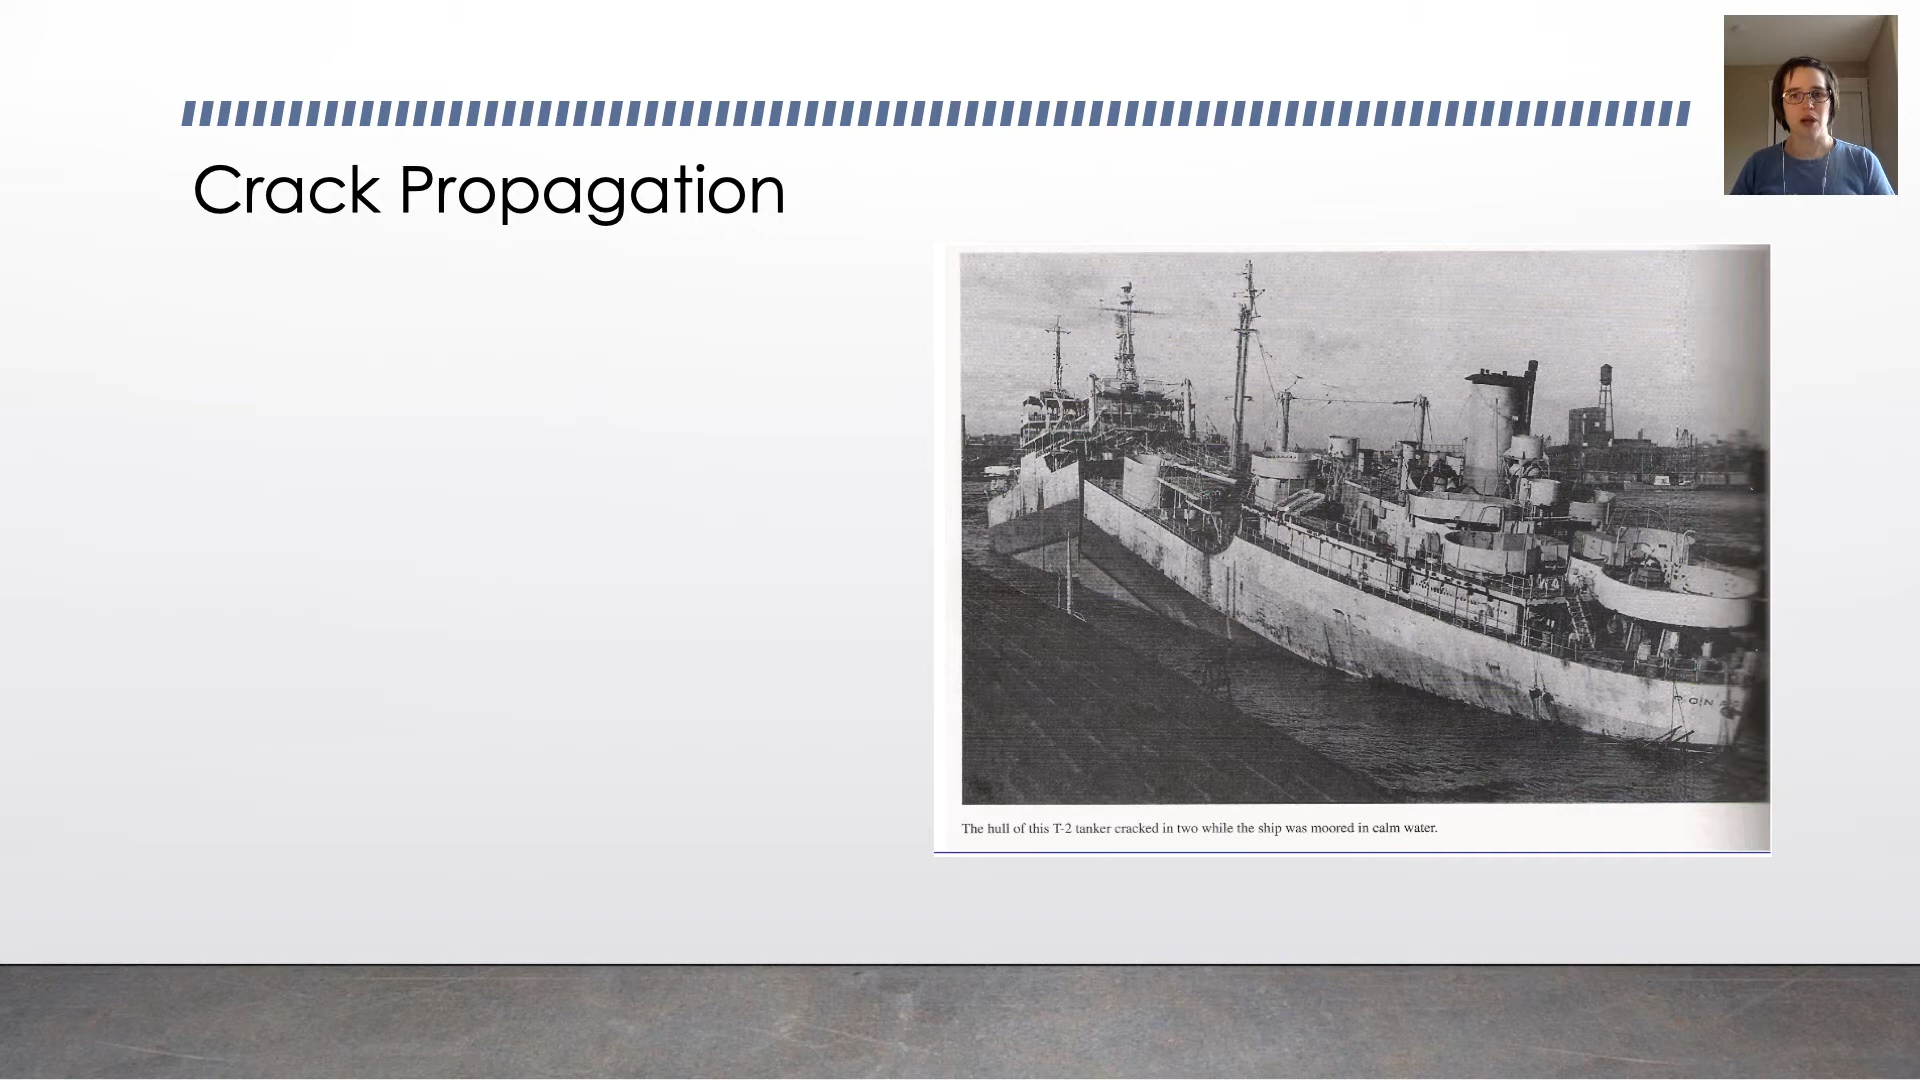 Crack Propagation
The hull of this T-2 tanker cracked in two while the ship was moored in calm water.